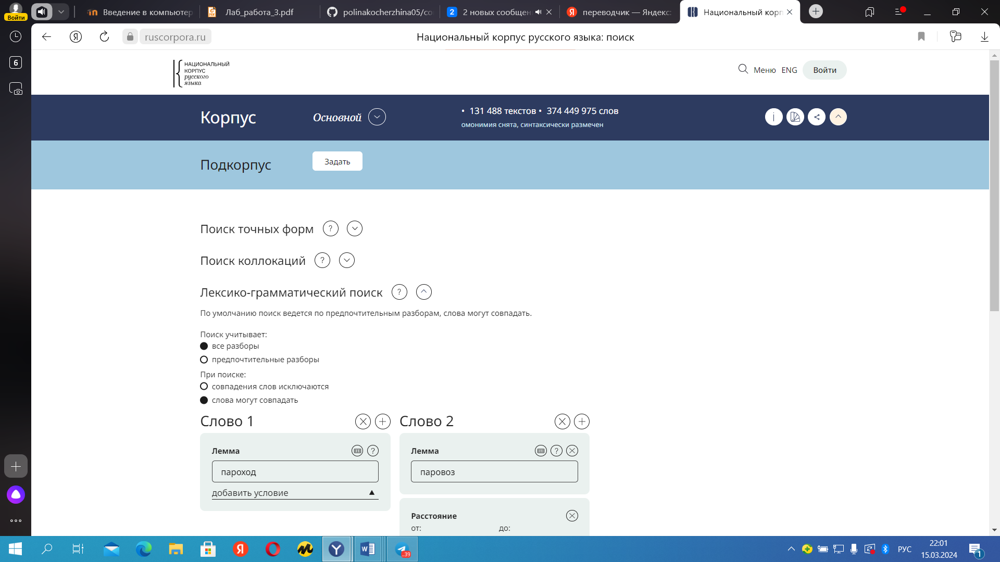 Войти
Введение в компьютер
Лаб_работа_3.pdf
polinakocherzhina05/co
2 2 новых сообщен
Я переводчик — Яндекс:
Национальный корп
ruscorpora.ru
Национальный корпус русского языка: поиск
6
НАЦИОНАЛЬНЫЙ
КОРПУС
русского
языка
Меню ENG Войти
Корпус
Основной
• 131 488 текстов • 374 449 975 слов
омонимия снята, синтаксически размечен
Подкорпус
Задать
Поиск точных форм ?
Поиск коллокаций ?
Лексико-грамматический поиск ?
По умолчанию поиск ведется по предпочтительным разборам, слова могут совпадать.
Поиск учитывает:
все разборы
предпочтительные разборы
При поиске:
совпадения слов исключаются
слова могут совпадать
Слово 1
Слово 2
Лемма ?
Лемма ?
пароход
паровоз
добавить условие
Расстояние
от: до:
..39
РУС
22:01
15.03.2024
1